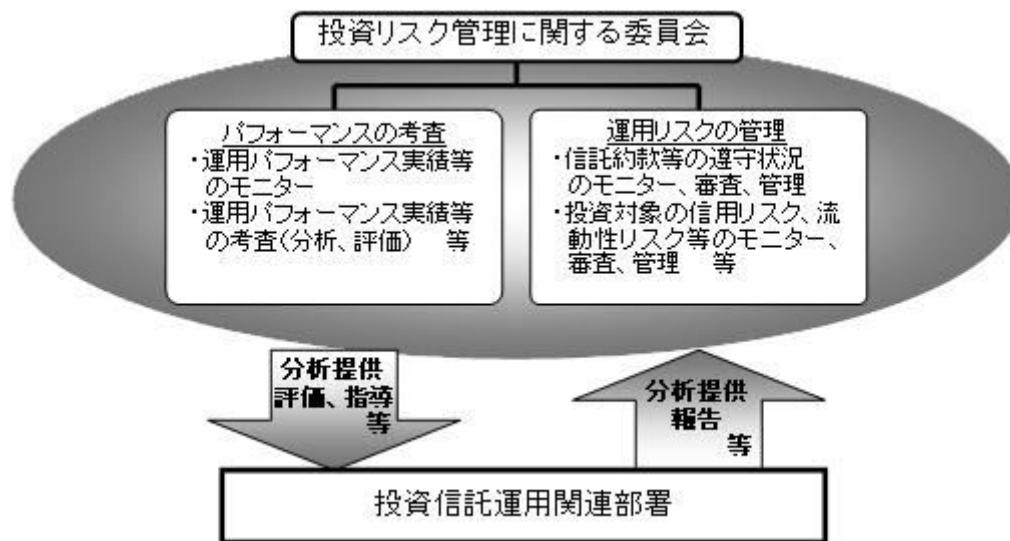 投資リスク管理に関する委員会
パフォーマンスの考査
・運用パフォーマンス実績等
のモニター
・運用パフォーマンス実績等
の考査(分析、評価) 等
運用リスクの管理
・信託約款等の遵守状況
のモニター、審査、管理
・投資対象の信用リスク、流
動性リスク等のモニター、
審査、管理 等
分析提供
評価、指導
等
分析提供
報告
等
投資信託運用関連部署